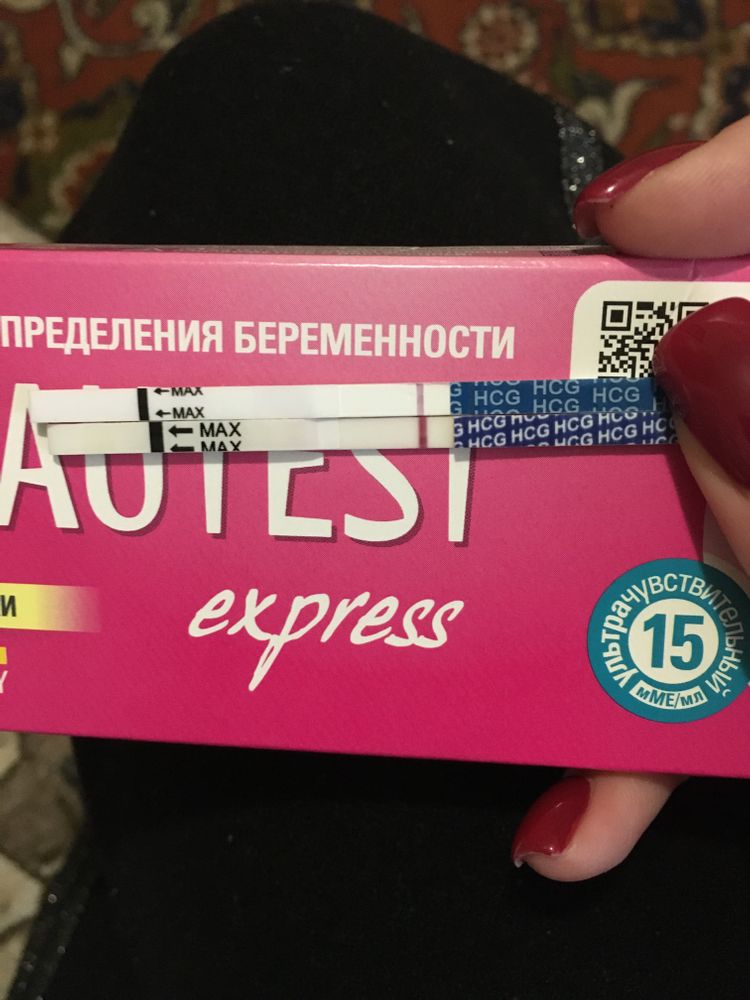 ПРЕДЕЛЕНИЯ БЕРЕМЕННОСТИ
MAX
MAX
G HCG HCG
G HCG HCG HCG
MAX
MAX
G HCG HCG HCG HCG HCG HC
G HCG HCG HCG HCG HCG HC
AUTEST
express
И
Y
ультрачувствительный
15
мМЕ/мл